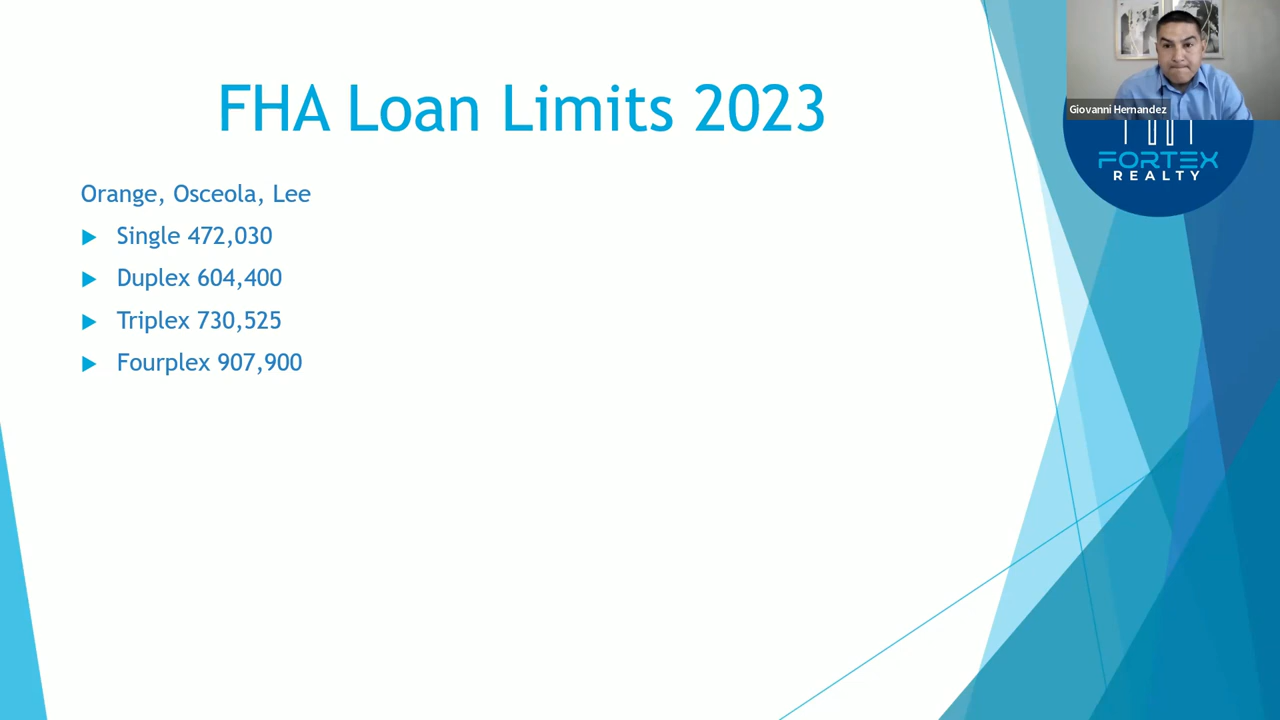 FHA Loan Limits 2023
Giovanni Hernandez
FORTEX
REALTY
Orange, Osceola, Lee
Single 472,030
Duplex 604,400
Triplex 730,525
Fourplex 907,900